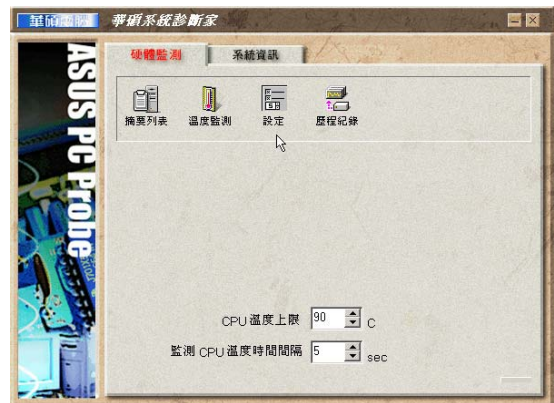 華碩電腦 華碩系統診斷家
ASUS PC Probe
硬體監測 系統資訊
摘要列表 溫度監測 設定 歷程紀錄
CPU 溫度上限 90 C
監測 CPU 溫度時間間隔 5 sec